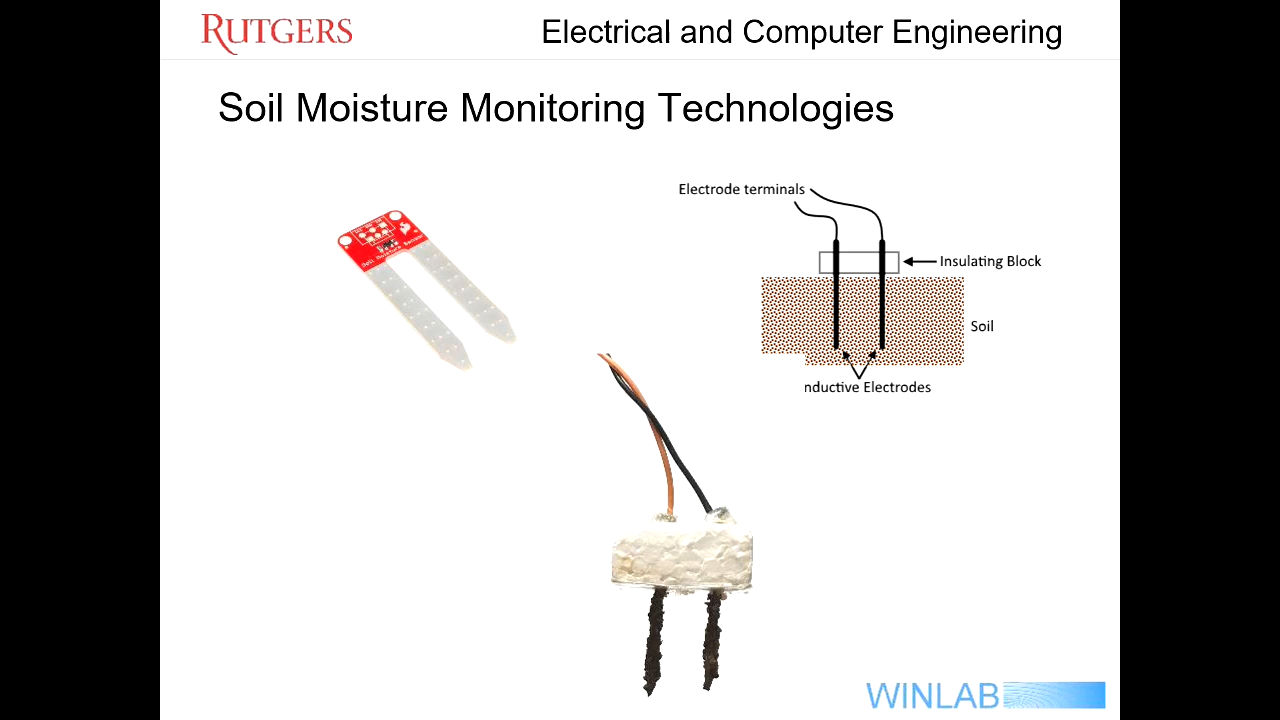 RUTGERS
Electrical and Computer Engineering
Soil Moisture Monitoring Technologies
Electrode terminals
Insulating Block
Soil
nductive Electrodes
WINLAB